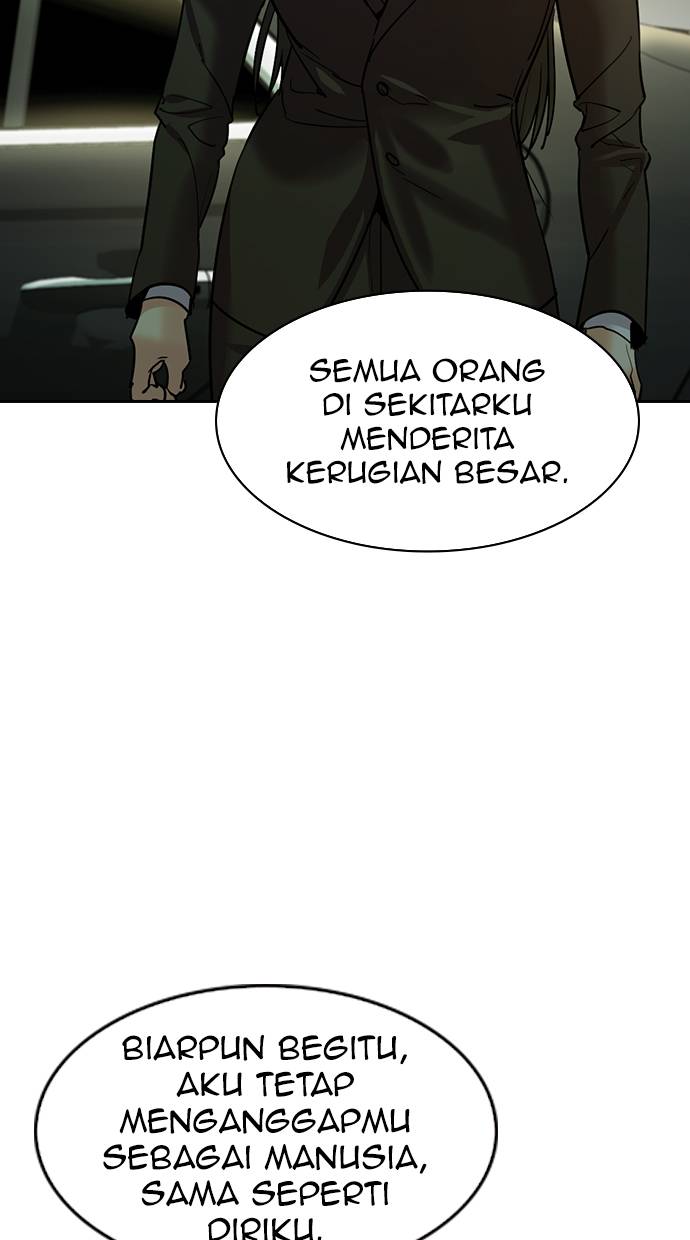 SEMUA ORANG
DI SEKITARKU
MENDERITA
KERUGIAN BESAR.
BIARPUN BEGITU,
AKU TETAP
MENGANGGAPMU
SEBAGAI MANUSIA,
SAMA SEPERTI
DIRIKU.